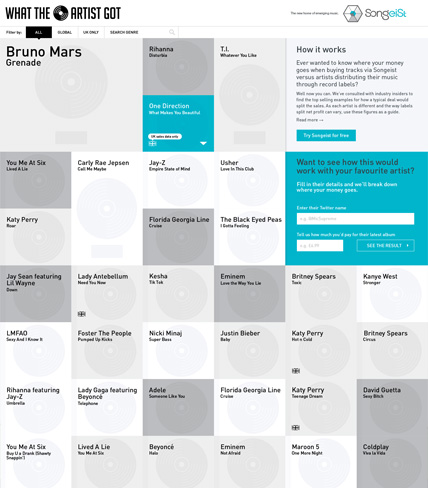 WHAT THE ARTIST GOT
The new home of emerging music
SongeiSt
Filter by:
ALL
GLOBAL
UK ONLY
SEARCH GENRE
Bruno Mars
Grenade
Rihanna
Disturbia
T.I.
Whatever You Like
One Direction
What Makes You Beautiful
UK sales data only
How it works
Ever wanted to know where your money
goes when buying tracks via Songeist
versus artists distributing their music
through record labels?
Well now you can. We've consulted with industry insiders to
find the top selling examples for how a typical deal would
split the sales. As each artist is different and the way labels
split net profit can vary, use those figures as a guide.
Read more →
Try Songeist for free
You Me At Six
Lived A Lie
Carly Rae Jepsen
Call Me Maybe
Jay-Z
Empire State of Mind
Usher
Love In This Club
Katy Perry
Roar
Florida Georgia Line
Cruise
The Black Eyed Peas
I Gotta Feeling
Want to see how this would
work with your favourite artist?
Fill in their details and we'll break down
where your money goes.
Enter their Twitter name
Tell us how much you'd pay for their latest album
e.g. £4.99
SEE THE RESULT
Jay Sean featuring
Lil Wayne
Down
Lady Antebellum
Need You Now
Kesha
Tik Tok
Eminem
Love the Way You Lie
Britney Spears
Toxic
Kanye West
Stronger
LMFAO
Sexy And I Know It
Foster The People
Pumped Up Kicks
Nicki Minaj
Super Bass
Justin Bieber
Baby
Katy Perry
Hot n Cold
Britney Spears
Circus
Rihanna featuring
Jay-Z
Umbrella
Lady Gaga featuring
Beyoncé
Telephone
Adele
Someone Like You
Florida Georgia Line
Cruise
Katy Perry
Teenage Dream
David Guetta
Sexy Bitch
You Me At Six
Buy U a Drank (Shawty
Snappin')
Lived A Lie
You Me At Six
Beyoncé
Halo
Eminem
Not Afraid
Maroon 5
One More Night
Coldplay
Viva la Vida